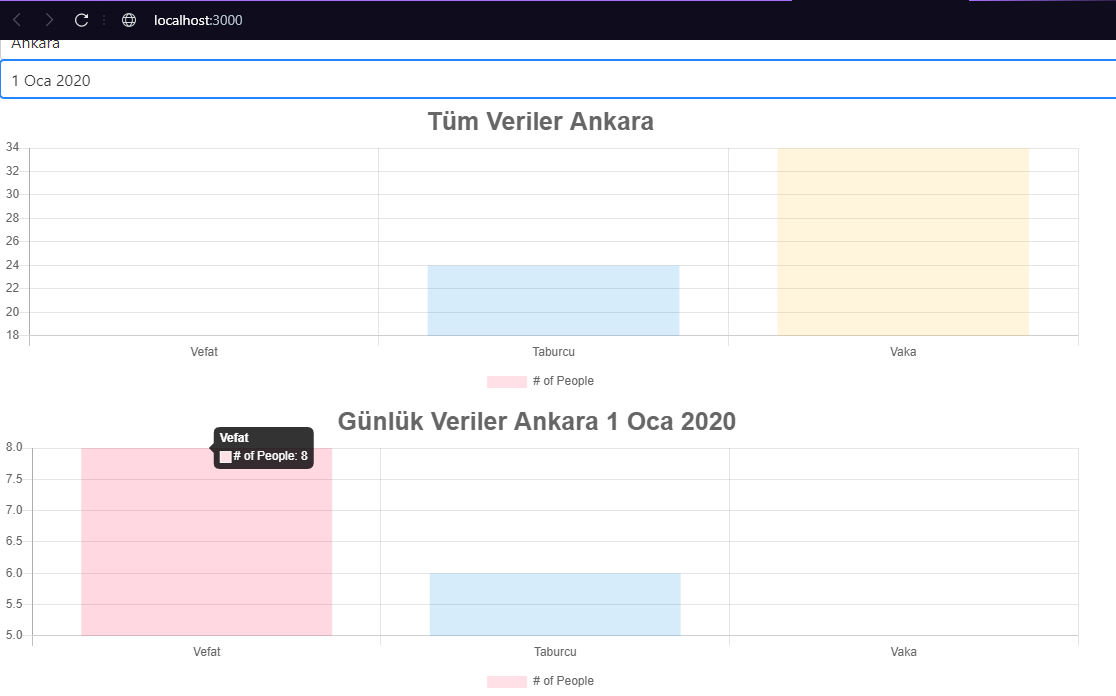 localhost:3000
Ankara
1 Oca 2020
Tüm Veriler Ankara
34
32
30
28
26
24
22
20
18
Vefat Taburcu Vaka
# of People
Günlük Veriler Ankara 1 Oca 2020
Vefat
# of People: 8
8.0
7.5
7.0
6.5
6.0
5.5
5.0
Vefat Taburcu Vaka
# of People